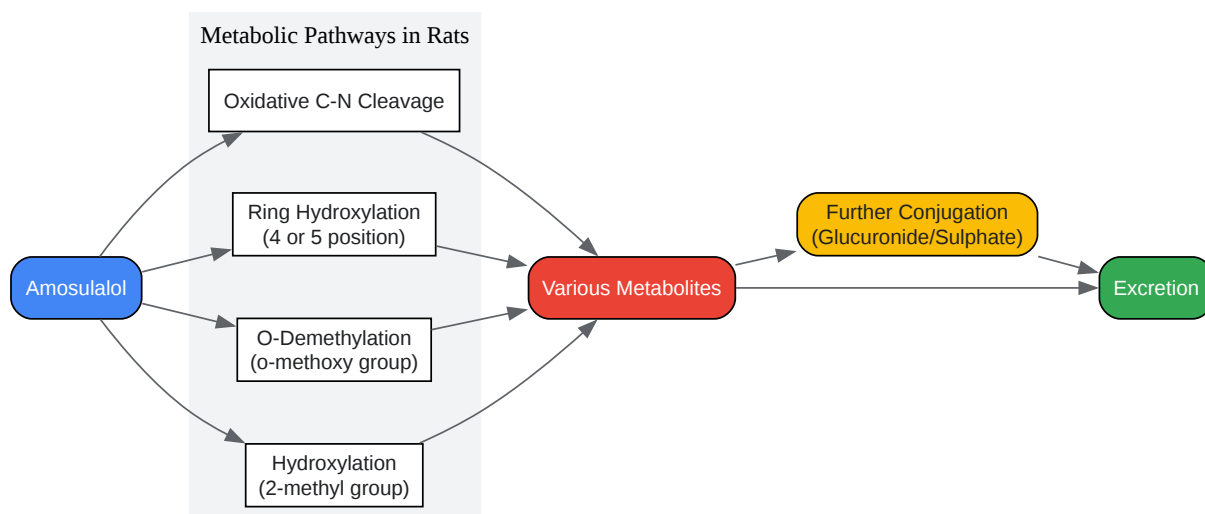 Metabolic Pathways in Rats
Oxidative C-N Cleavage
Ring Hydroxylation
(4 or 5 position)
Further Conjugation
(Glucuronide/Sulphate)
Amosulalol
Various Metabolites
Excretion
O-Demethylation
(o-methoxy group)
Hydroxylation
(2-methyl group)